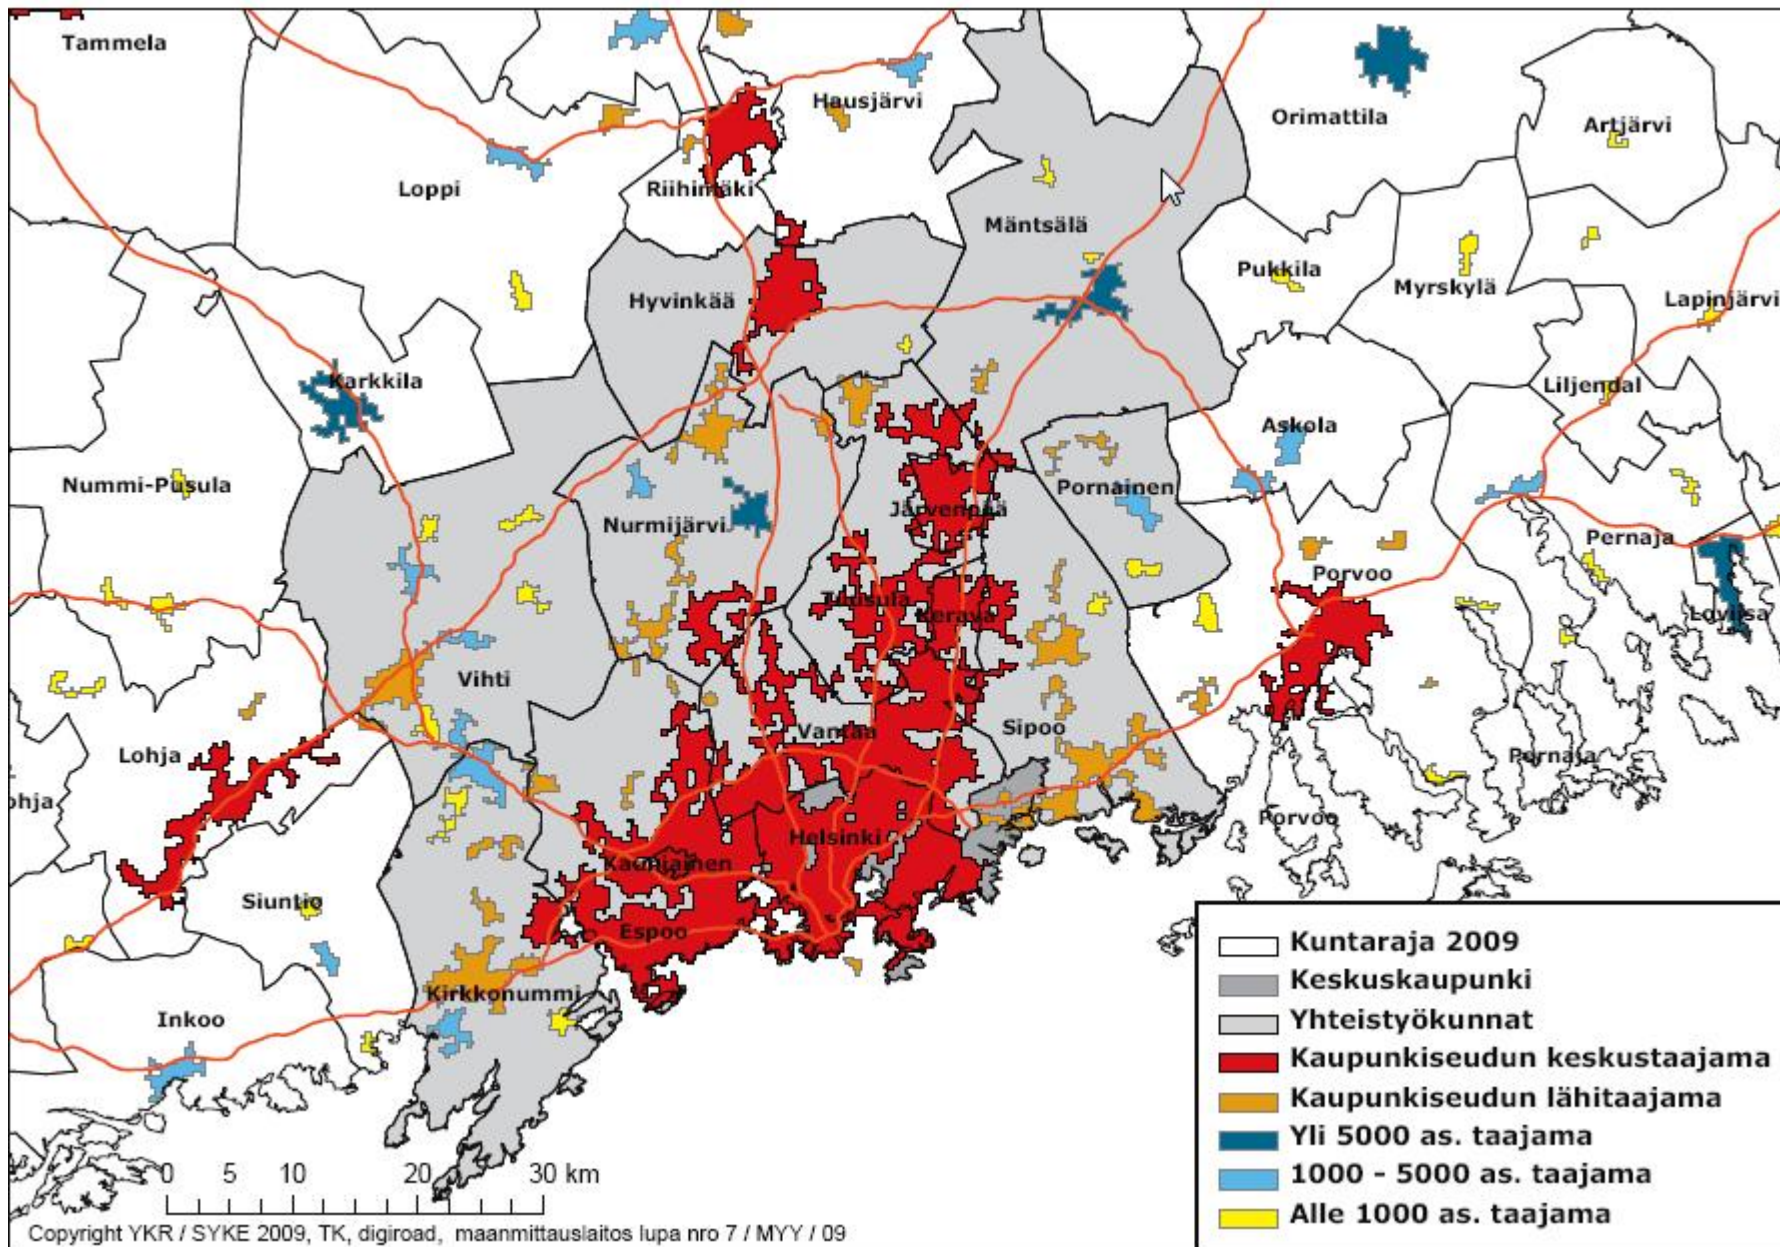 Tammela
Hausjärvi
Orimattila
Artjärvi
Loppi
Riihimäki
Mäntsälä
Pukkila
Myrskylä
Lapinjärvi
Hyvinkää
Karkkila
Liljendal
Askola
Nummi-Pusula
Pornainen
Järvenpää
Nurmijärvi
Pernaja
Porvoo
Tuusula
Kerava
Loviisa
Vihti
Vantaa
Sipoo
Lohja
Pernaja
ohja
Porvoo
Helsinki
Kauniainen
Siuntio
Espoo
Kirkkonummi
Inkoo
Kuntaraja 2009
Keskuskaupunki
Yhteistyökunnat
Kaupunkiseudun keskustaajama
Kaupunkiseudun lähitaajama
Yli 5000 as. taajama
1000 - 5000 as. taajama
Alle 1000 as. taajama
0 5 10 20 30 km
Copyright YKR / SYKE 2009, TK, digiroad, maanmittauslaitos lupa nro 7 / MYY / 09